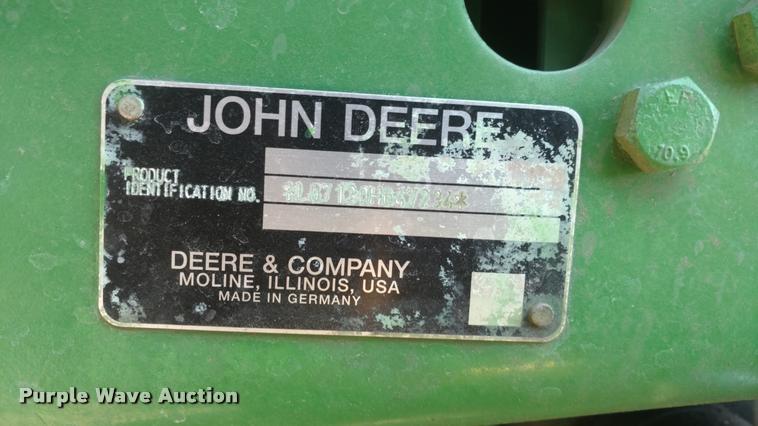 JOHN DEERE
PRODUCT
IDENTIFICATION NO.
DEERE & COMPANY
MOLINE, ILLINOIS, USA
MADE IN GERMANY
10.9
Purple Wave Auction